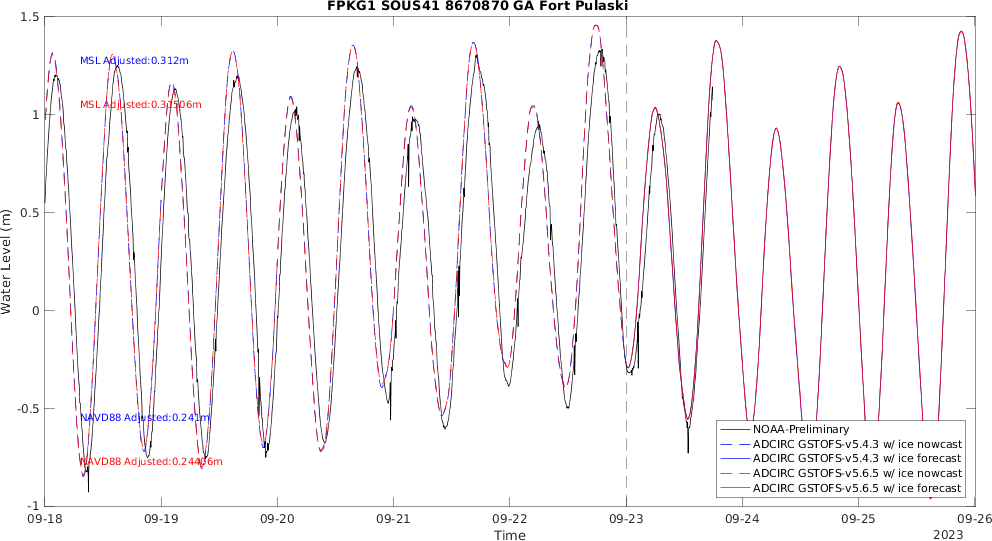 FPKG1 SOUS41 8670870 GA Fort Pulaski
1.5
1
0.5
0
-0.5
-1
Water Level (m)
MSL Adjusted:0.312m
MSL Adjusted:0.31506m
NAVD88 Adjusted:0.241m
NAVD88 Adjusted:0.24406m
NOAA-Preliminary
ADCIRC GSTOFS-v5.4.3 w/ ice nowcast
ADCIRC GSTOFS-v5.4.3 w/ ice forecast
ADCIRC GSTOFS-v5.6.5 w/ ice nowcast
ADCIRC GSTOFS-v5.6.5 w/ ice forecast
09-18 09-19 09-20 09-21 09-22 09-23 09-24 09-25 09-26
Time
2023